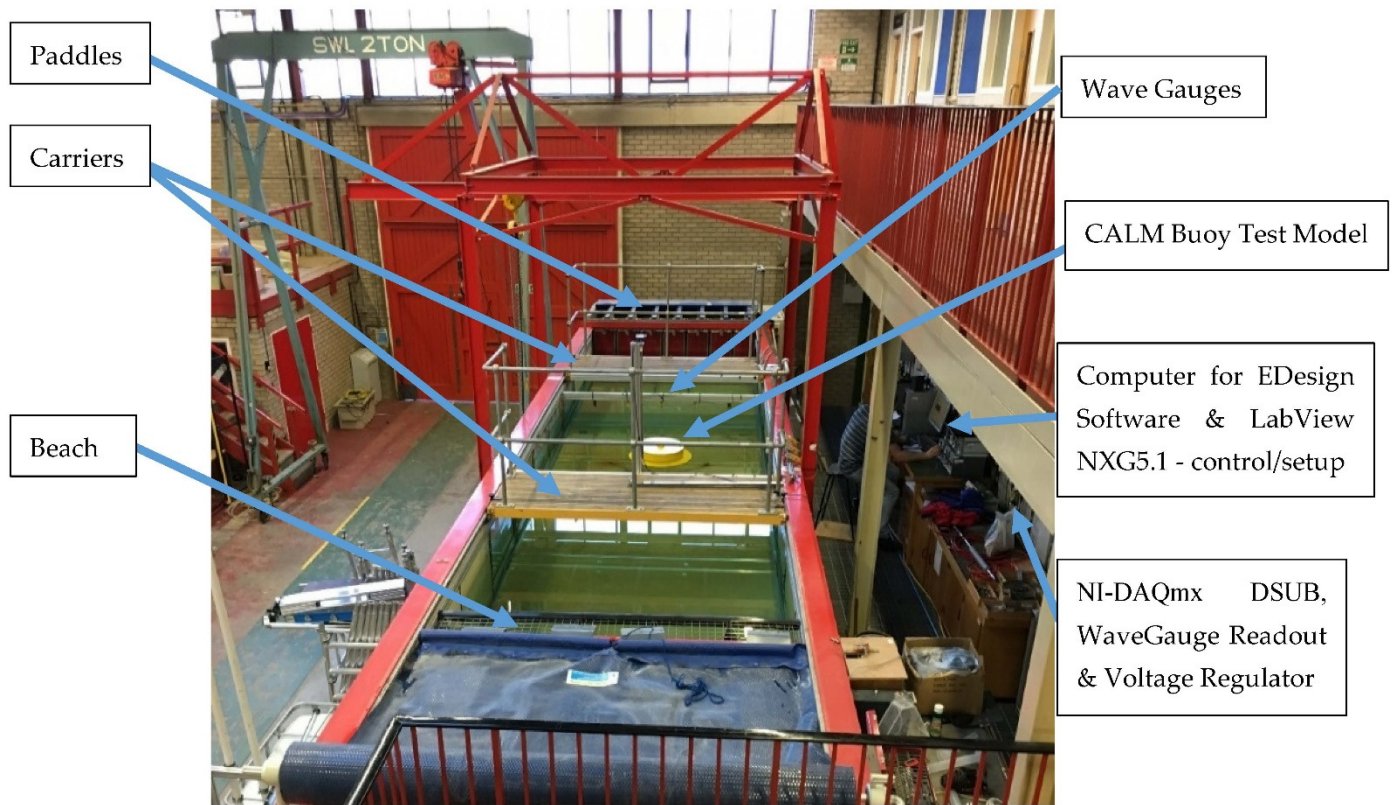 Paddles
SWL 2TON
Wave Gauges
Carriers
CALM Buoy Test Model
Computer for EDesign
Software & LabView
NXG5.1 - control/setup
Beach
NI-DAQmx DSUB,
WaveGauge Readout
& Voltage Regulator